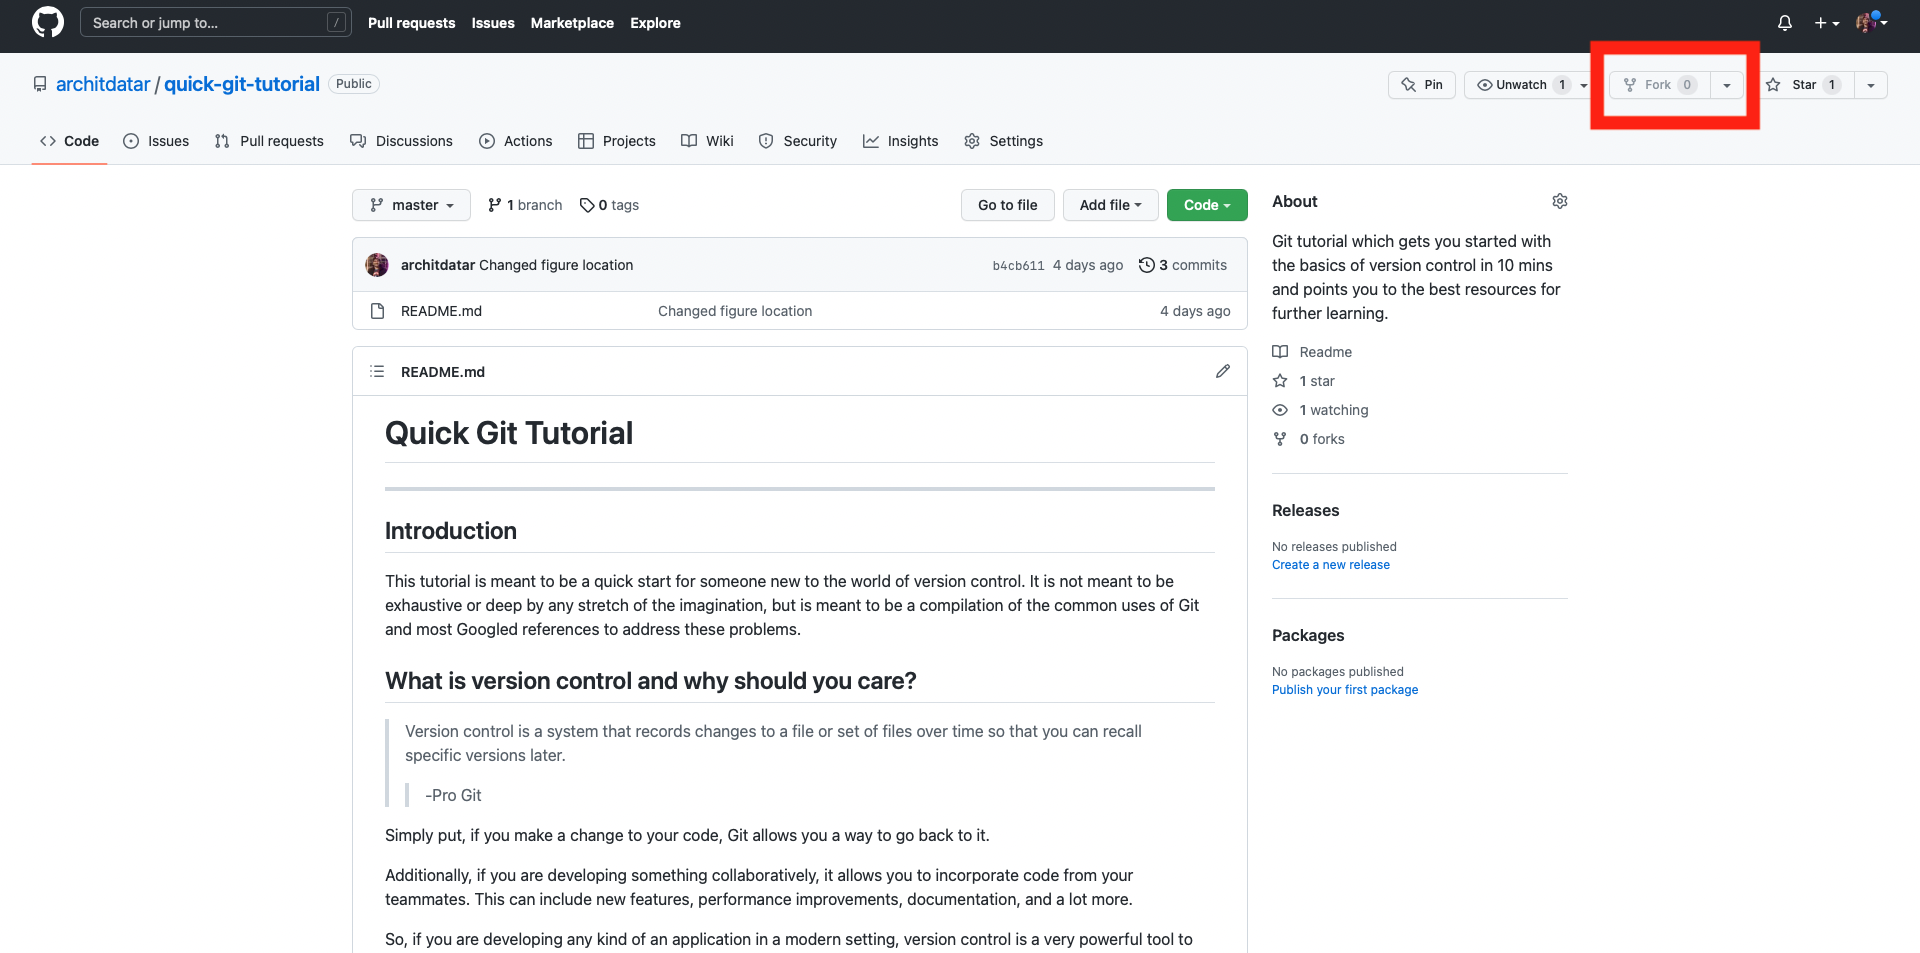 Search or jump to... /
Pull requests Issues Marketplace Explore
architdatar / quick-git-tutorial Public
Pin Unwatch 1 Fork 0 Star 1
Code Issues Pull requests Discussions Actions Projects Wiki Security Insights Settings
master 1 branch 0 tags Go to file Add file Code
architdatar Changed figure location b4cb611 4 days ago 3 commits
README.md Changed figure location 4 days ago
README.md
Quick Git Tutorial
Introduction
This tutorial is meant to be a quick start for someone new to the world of version control. It is not meant to be
exhaustive or deep by any stretch of the imagination, but is meant to be a compilation of the common uses of Git
and most Googled references to address these problems.
What is version control and why should you care?
Version control is a system that records changes to a file or set of files over time so that you can recall
specific versions later.
-Pro Git
Simply put, if you make a change to your code, Git allows you a way to go back to it.
Additionally, if you are developing something collaboratively, it allows you to incorporate code from your
teammates. This can include new features, performance improvements, documentation, and a lot more.
So, if you are developing any kind of an application in a modern setting, version control is a very powerful tool to
About
Git tutorial which gets you started with
the basics of version control in 10 mins
and points you to the best resources for
further learning.
Readme
1 star
1 watching
0 forks
Releases
No releases published
Create a new release
Packages
No packages published
Publish your first package